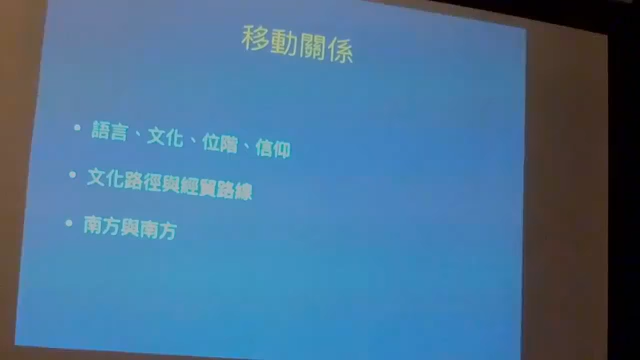 移動關係
• 語言、文化、位階、信仰
• 文化路徑與經貿路線
• 南方與南方